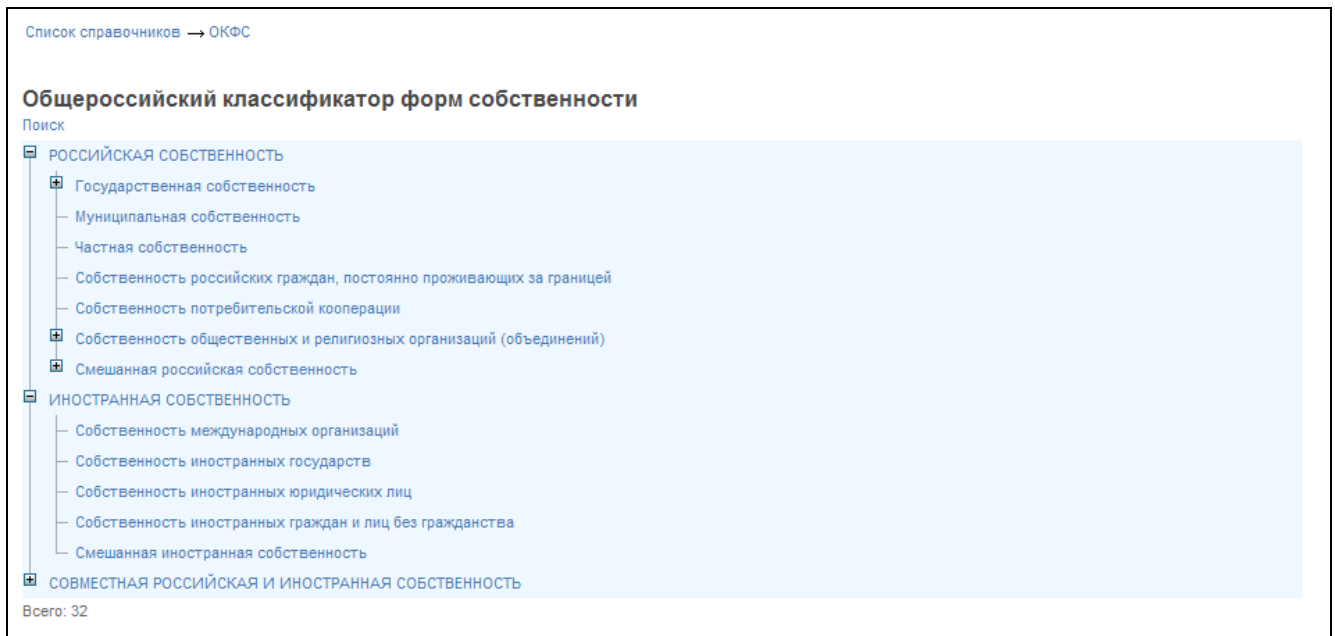 Список справочников → ОКФС
Общероссийский классификатор форм собственности
Поиск
РОССИЙСКАЯ СОБСТВЕННОСТЬ
Государственная собственность
Муниципальная собственность
Частная собственность
Собственность российских граждан, постоянно проживающих за границей
Собственность потребительской кооперации
Собственность общественных и религиозных организаций (объединений)
Смешанная российская собственность
ИНОСТРАННАЯ СОБСТВЕННОСТЬ
Собственность международных организаций
Собственность иностранных государств
Собственность иностранных юридических лиц
Собственность иностранных граждан и лиц без гражданства
Смешанная иностранная собственность
СОВМЕСТНАЯ РОССИЙСКАЯ И ИНОСТРАННАЯ СОБСТВЕННОСТЬ
Всего: 32